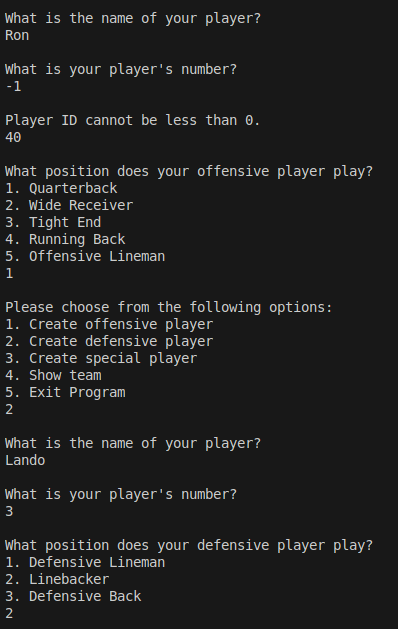 What is the name of your player?
Ron
What is your player's number?
-1
Player ID cannot be less than 0.
40
What position does your offensive player play?
1. Quarterback
2. Wide Receiver
3. Tight End
4. Running Back
5. Offensive Lineman
1
Please choose from the following options:
1. Create offensive player
2. Create defensive player
3. Create special player
4. Show team
5. Exit Program
2
What is the name of your player?
Lando
What is your player's number?
3
What position does your defensive player play?
1. Defensive Lineman
2. Linebacker
3. Defensive Back
2